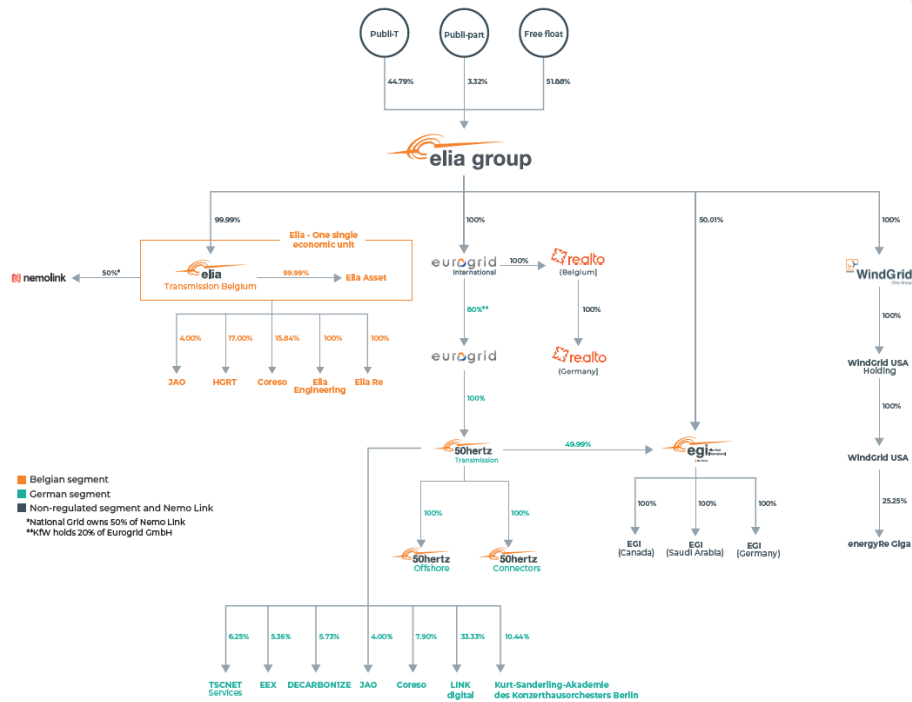 Publi-T
Publi-part
Free float
44.79%
3.32%
51.88%
elia group
99.99%
100%
50.01%
100%
Elia - One single
economic unit
nemolink
50%*
elia
Transmission Belgium
99.99%
Elia Asset
eurogrid
International
100%
re.alto
(Belgium)
WindGrid
80%**
100%
100%
4.00%
17.00%
15.84%
100%
100%
JAO
HGRT
Coreso
Elia
Engineering
Elia Re
eurogrid
re.alto
(Germany)
WindGrid USA
Holding
100%
100%
50hertz
Transmission
49.99%
egi
WindGrid USA
Belgian segment
German segment
Non-regulated segment and Nemo Link
*National Grid owns 50% of Nemo Link
**KfW holds 20% of Eurogrid GmbH
100%
100%
100%
100%
100%
25.25%
50hertz
Offshore
50hertz
Connectors
EGI
(Canada)
EGI
(Saudi Arabia)
EGI
(Germany)
energyRe Giga
6.25%
5.36%
5.73%
4.00%
7.90%
33.33%
10.44%
TSCNET
Services
EEX
DECARBON1ZE
JAO
Coreso
LINK
digital
Kurt-Sanderling-Akademie
des Konzerthausorchesters Berlin